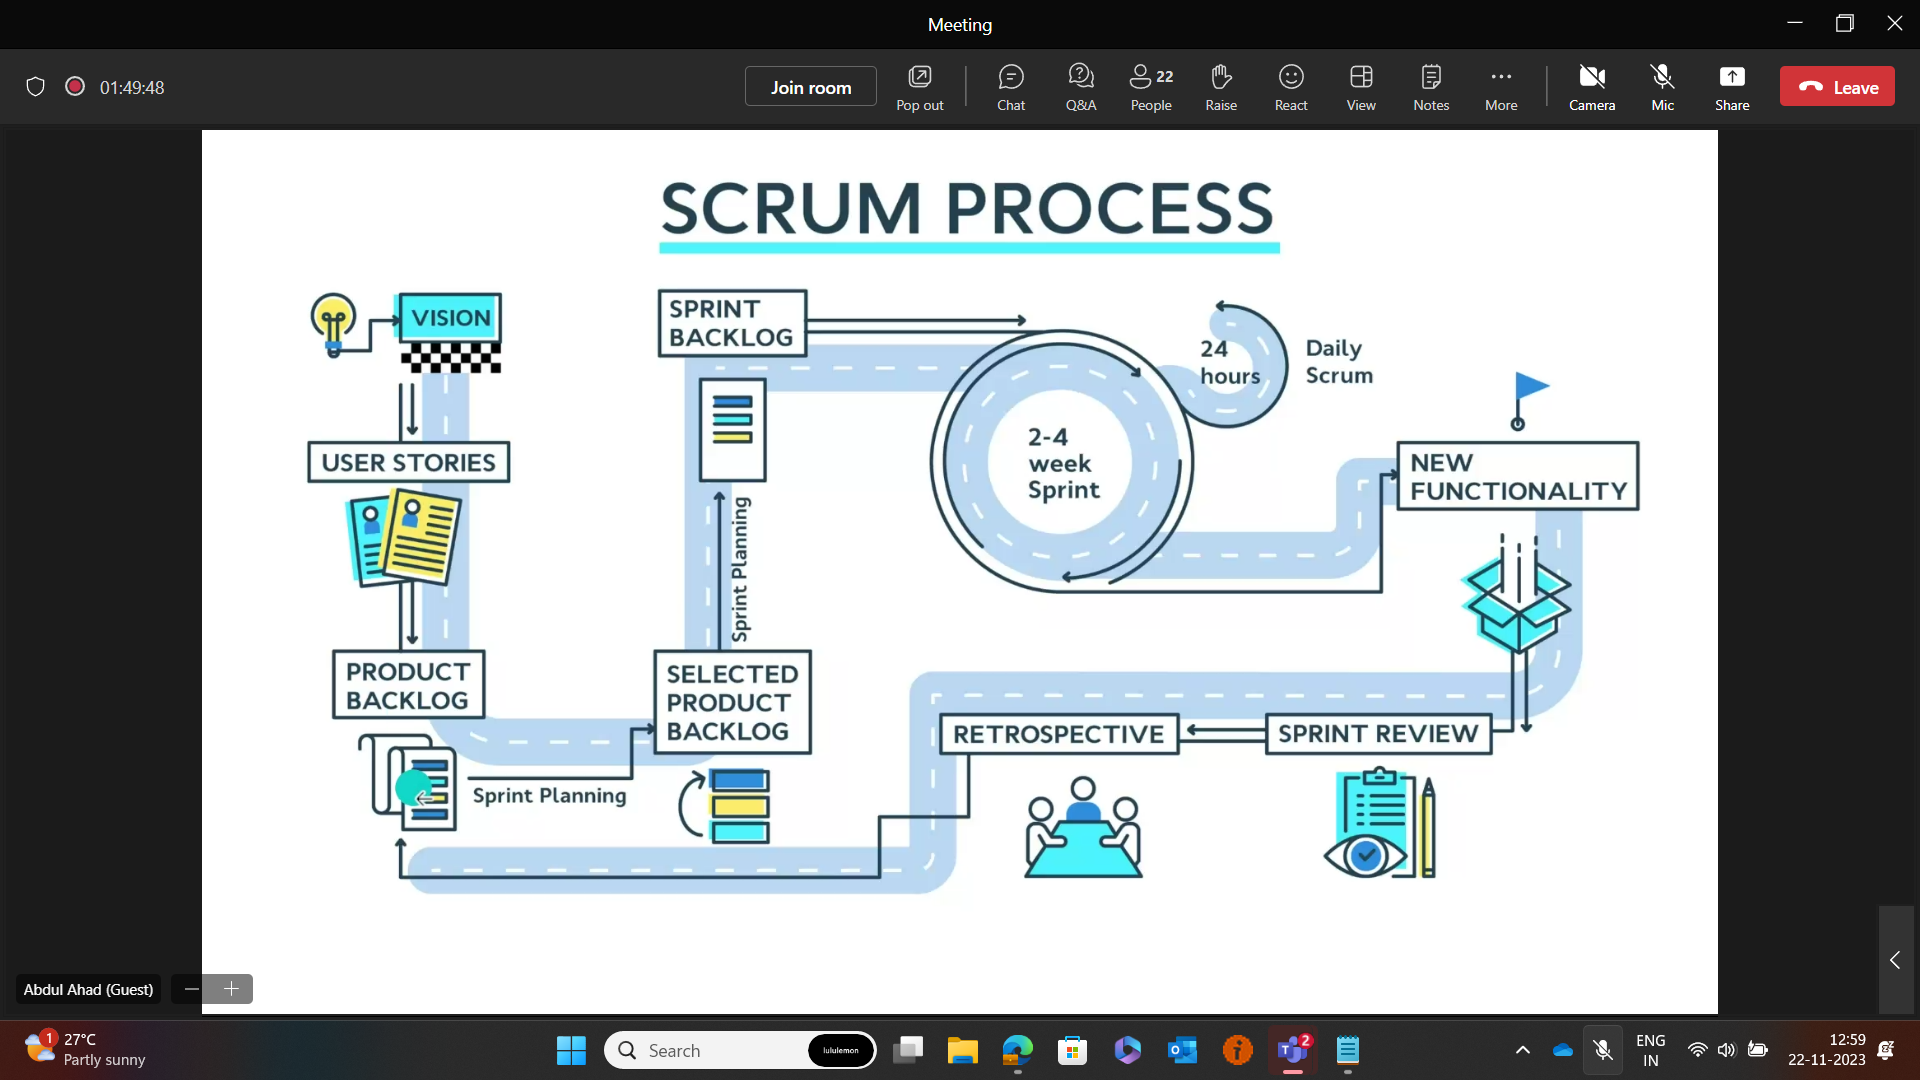 Meeting
01:49:48
Join room
Pop out
Chat
Q&A
People
22
Raise
React
View
Notes
More
Camera
Mic
Share
Leave
SCRUM PROCESS
VISION
USER STORIES
PRODUCT
BACKLOG
Sprint Planning
SELECTED
PRODUCT
BACKLOG
Sprint Planning
SPRINT
BACKLOG
2-4
week
Sprint
24
hours
Daily
Scrum
NEW
FUNCTIONALITY
SPRINT REVIEW
RETROSPECTIVE
Abdul Ahad (Guest)
1
27°C
Partly sunny
Search
lululemon
2
ENG
IN
12:59
22-11-2023